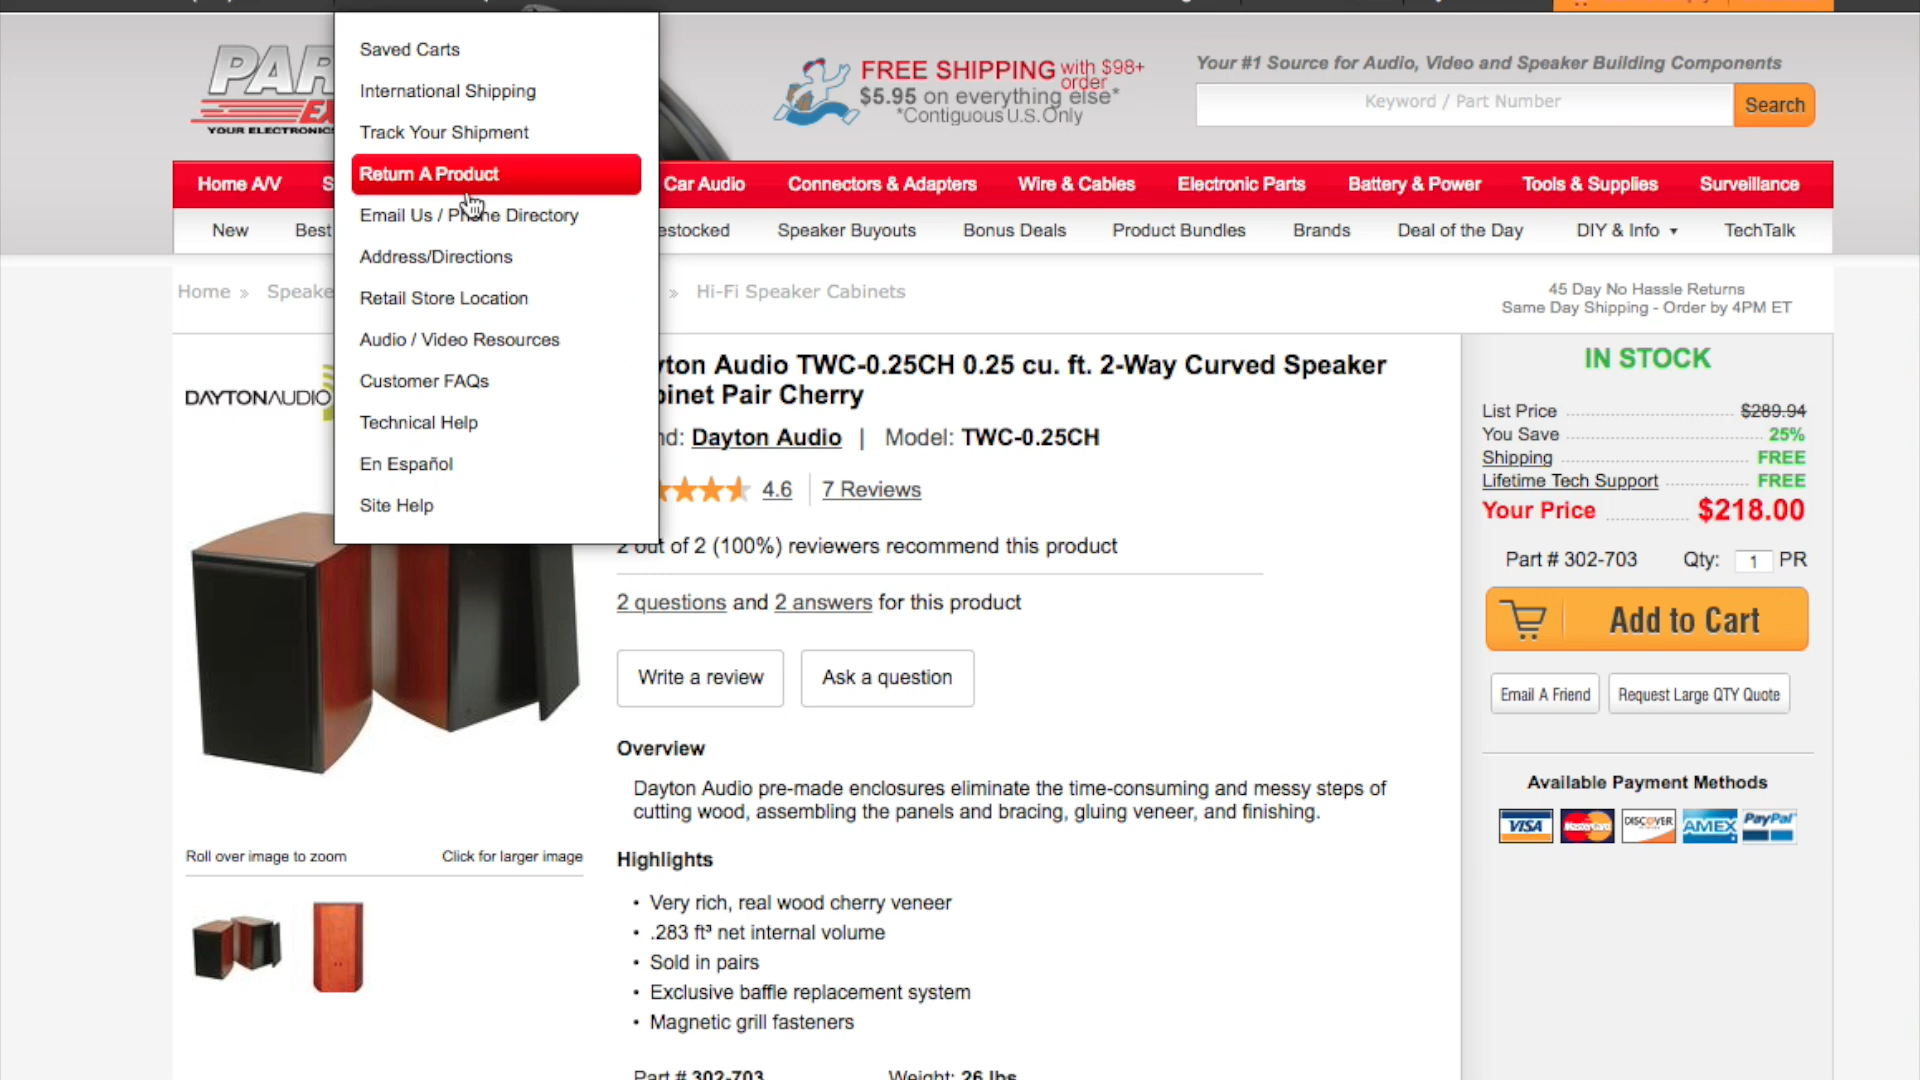 Saved Carts
International Shipping
Track Your Shipment
Return A Product
Email Us / Phone Directory
Address/Directions
Retail Store Location
Audio / Video Resources
Customer FAQs
Technical Help
En Español
Site Help
YOUR ELECTRONICS
FREE SHIPPING with $98+ order
$5.95 on everything else*
*Contiguous U.S. Only
Your #1 Source for Audio, Video and Speaker Building Components
Keyword / Part Number
Search
Home A/V
Car Audio
Connectors & Adapters
Wire & Cables
Electronic Parts
Battery & Power
Tools & Supplies
Surveillance
New
Best
estocked
Speaker Buyouts
Bonus Deals
Product Bundles
Brands
Deal of the Day
DIY & Info ▼
TechTalk
Home » Speake
» Hi-Fi Speaker Cabinets
45 Day No Hassle Returns
Same Day Shipping - Order by 4PM ET
DAYTON AUDIO
yton Audio TWC-0.25CH 0.25 cu. ft. 2-Way Curved Speaker
binet Pair Cherry
nd: Dayton Audio | Model: TWC-0.25CH
4.6 | 7 Reviews
2 out of 2 (100%) reviewers recommend this product
2 questions and 2 answers for this product
Write a review
Ask a question
Overview
Dayton Audio pre-made enclosures eliminate the time-consuming and messy steps of
cutting wood, assembling the panels and bracing, gluing veneer, and finishing.
Highlights
• Very rich, real wood cherry veneer
• .283 ft³ net internal volume
• Sold in pairs
• Exclusive baffle replacement system
• Magnetic grill fasteners
Part # 302-703
Weight: 26 lbs
Roll over image to zoom
Click for larger image
IN STOCK
List Price $289.94
You Save 25%
Shipping FREE
Lifetime Tech Support FREE
Your Price $218.00
Part # 302-703 Qty: 1 PR
Add to Cart
Email A Friend
Request Large QTY Quote
Available Payment Methods
VISA
MasterCard
DISCOVER
AMEX
PayPal